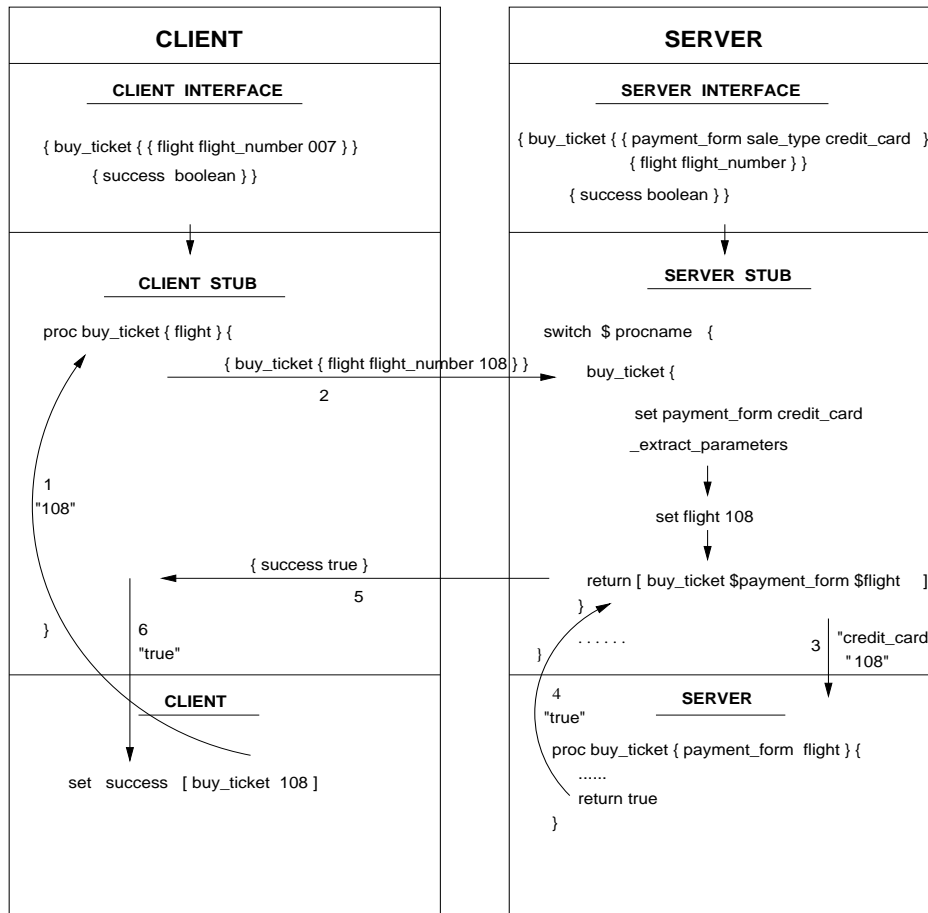 CLIENT
CLIENT INTERFACE
{ buy_ticket { { flight flight_number 007 } }
{ success boolean } }
CLIENT STUB
proc buy_ticket { flight } {
{ buy_ticket { flight flight_number 108 } }
2
1
"108"
{ success true }
5
}
6
"true"
CLIENT
set success [ buy_ticket 108 ]
SERVER
SERVER INTERFACE
{ buy_ticket { { payment_form sale_type credit_card }
{ flight flight_number } }
{ success boolean } }
SERVER STUB
switch $ procname {
buy_ticket {
set payment_form credit_card
_extract_parameters
set flight 108
return [ buy_ticket $payment_form $flight ]
}
. . . . . .
}
3
"credit_card
"108"
4
"true"
SERVER
proc buy_ticket { payment_form flight } {
......
return true
}